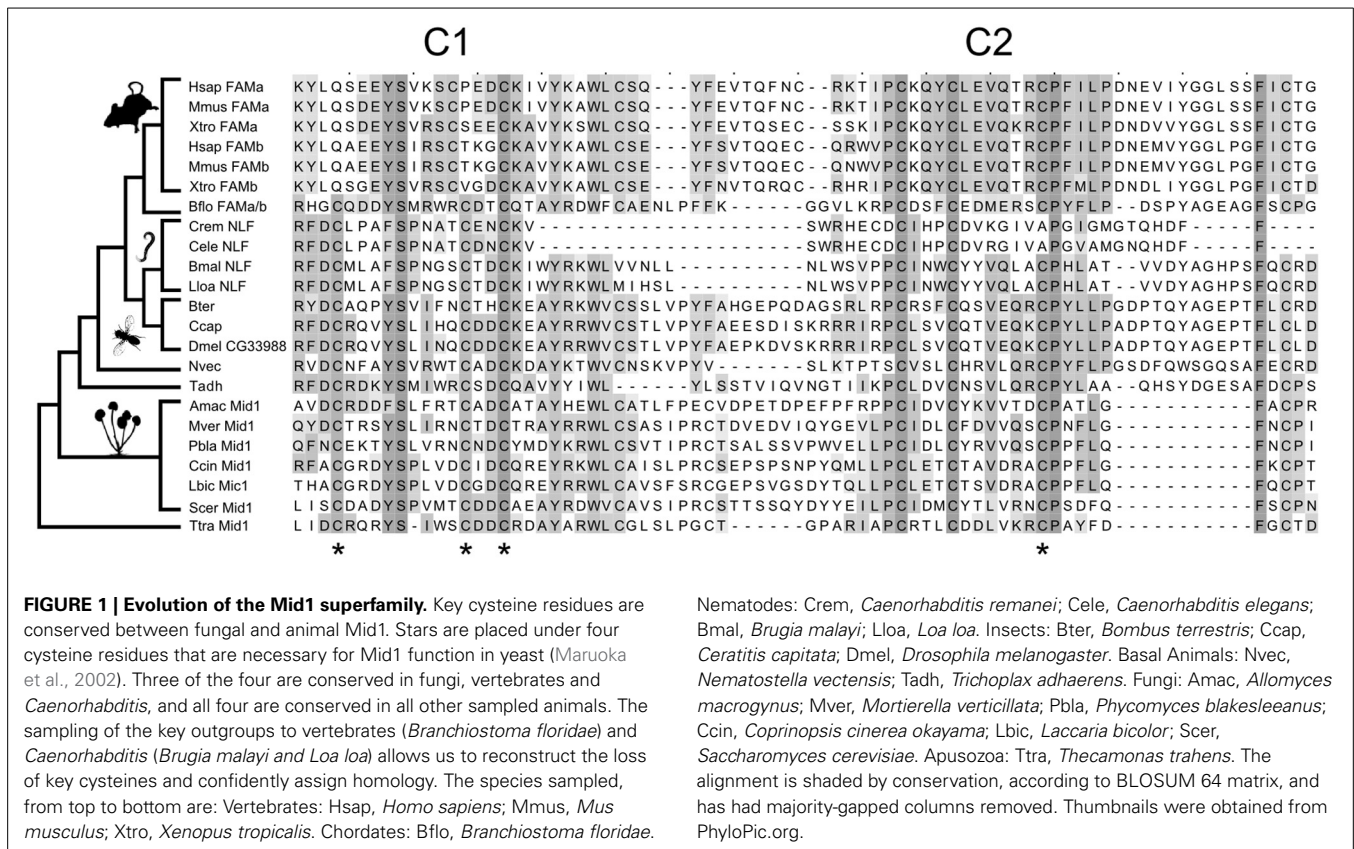 C1 C2
Hsap FAMa KYLQSEEYSVKSCPEDCKIVYKAWLCSQ---YFEVTQFNC--RKTIPCKQYCLEVQTRCPFILPDNEVIYGGLSSFICTG
Mmus FAMa KYLQSEEYSVKSCPEDCKIVYKAWLCSQ---YFEVTQFNC--RKTIPCKQYCLEVQTRCPFILPDNEVIYGGLSSFICTG
Xtro FAMa KYLQSDEYSVRSCSEECKAVYKSWLCSQ---YFEVTQSEC--SSKIPCKQYCLEVQKRCPFILPDNDVVYGGLSSFICTG
Hsap FAMb KYLQAEEYSIRSCTKGCKAVYKAWLCSE---YFSVTQQEC--QRWVPCKQYCLEVQTRCPFILPDNEMVYGGLPGFICTG
Mmus FAMb KYLQAEEYSIRSCTKGCKAVYKAWLCSE---YFSVTQQEC--QNWVPCKQYCLEVQTRCPFILPDNEMVYGGLPGFICTG
Xtro FAMb KYLQSGEYSVRSCVGDCKAVYKAWLCSE---YFNVTQRQC--RHRIPCKQYCLEVQTRCPFMLPDNDLIYGGLPGFICTD
Bflo FAMa/b RHGCQDDYSMRWRCDTCQTAYRDWFCAENLPFFK-------GGVLKRPCDSFCEDMERSCPYFLP-DSPYAGEAGFSCPG
Crem NLF RFDCLPAFSPNATCENCKV---------------------SWRHECDCIHPCDVKGIVAPGIGMGTQHDF-----F----
Cele NLF RFDCLPAFSPNATCDNCKV---------------------SWRHECDCIHPCDVRGIVAPGVAMGNQHDF-----F----
Bmal NLF RFDCMLAFSPNGSCTDCKIWYRKWLVVNLL---------NLWSVPPCINWCYYVQLACPHLAT--VVDYAGHPSFQCRD
Lloa NLF RFDCMLAFSPNGSCTDCKIWYRKWLMIHSL---------NLWSVPPCINWCYYVQLACPHLAT--VVDYAGHPSFQCRD
Bter RYDCAQPYSVIFNCTHCKEAYRRWVCSSLVPYFAHGEPQDAGSRLRPCRSFCQSVEQRCPYLLPGDPTQYAGEPTFLCRD
Ccap RFDCRQVYSLIHQCDDCKEAYRRWVCSTLVPYFAEESDISKRRRIRPCLSVCQTVEQKCPYLLPADPTQYAGEPTFLCLD
Dmel CG33988 RFDCRQVYSLINQCDDCKEAYRRWVCSTLVPYFAEPKDVSKRRRIRPCLSVCQTVEQKCPYLLPADPTQYAGEPTFLCLD
Nvec RVDCNFAYSVRWTCADCKDAYKTWVCNSKVPYV------SLKTPTSCVSLCHRVLQRCPYFLPGSDFQWSGQSAFECRD
Tadh RFDCRDKYSMIWRCSDCQAVYYIWL------YLSSTVIQVNGTIIKPCLDVCNSVLQRCPYLAA--QHSYDGESAFDCPS
Amac Mid1 AVDCRDDFSLFRTCADCATAYHEWLCATLFPECVDPETDPEFPFRPPCIDVCYKVVTDCPATLG-----------FACPR
Mver Mid1 QYDCTRSYSLIRNCTDCTRAYRRWLCSASIPRCTDVEDVIQYGEVLPCIDLCFDVVQSCPNFLG-----------FNCPI
Pbla Mid1 QFNCEKTYSLVRNCNNCYMDYKRWLCSVTIPRCTSALSSVPWVELLPCIDLCYRVVQSCPPFLG-----------FNCPI
Ccin Mid1 RFACGRDYSPLVDCIDCQREYRKWLCAISLPRCSEPSPSNPYQMLLPCLETCTAVDRACPPFLG-----------FKCPT
Lbic Mic1 THACGRDYSPLVDCGDCQREYRRWLCAVSFSRCGEPSVGSDYTQLLPCLETCTSVDRACPPFLQ-----------FQCPT
Scer Mid1 LISCDADYSPVMTCDDCAEAYRDWVCAVSIPRCSTTSSQYDYYEILPCIDMCYTLVRNCPSDFQ-----------FSCPN
Ttra Mid1 LIDCRQRYS-IWSCDDCRDAYARWLCGLSLPGCT------GPARIAPCRTLCDDLVKRCPAYFD-----------FGCTD
* * * *
FIGURE 1 | Evolution of the Mid1 superfamily. Key cysteine residues are
conserved between fungal and animal Mid1. Stars are placed under four
cysteine residues that are necessary for Mid1 function in yeast (Maruoka
et al., 2002). Three of the four are conserved in fungi, vertebrates and
Caenorhabditis, and all four are conserved in all other sampled animals. The
sampling of the key outgroups to vertebrates (Branchiostoma floridae) and
Caenorhabditis (Brugia malayi and Loa loa) allows us to reconstruct the loss
of key cysteines and confidently assign homology. The species sampled,
from top to bottom are: Vertebrates: Hsap, Homo sapiens; Mmus, Mus
musculus; Xtro, Xenopus tropicalis. Chordates: Bflo, Branchiostoma floridae.
Nematodes: Crem, Caenorhabditis remanei; Cele, Caenorhabditis elegans;
Bmal, Brugia malayi; Lloa, Loa loa. Insects: Bter, Bombus terrestris; Ccap,
Ceratitis capitata; Dmel, Drosophila melanogaster. Basal Animals: Nvec,
Nematostella vectensis; Tadh, Trichoplax adhaerens. Fungi: Amac, Allomyces
macrogynus; Mver, Mortierella verticillata; Pbla, Phycomyces blakesleeanus;
Ccin, Coprinopsis cinerea okayama; Lbic, Laccaria bicolor; Scer,
Saccharomyces cerevisiae. Apusozoa: Ttra, Thecamonas trahens. The
alignment is shaded by conservation, according to BLOSUM 64 matrix, and
has had majority-gapped columns removed. Thumbnails were obtained from
PhyloPic.org.